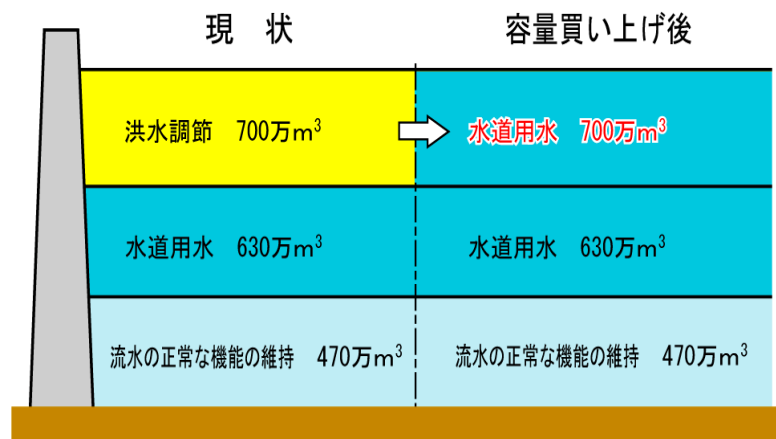 現　状　容量買い上げ後
洪水調節　700万m³　水道用水　700万m³
水道用水　630万m³　水道用水　630万m³
流水の正常な機能の維持　470万m³　流水の正常な機能の維持　470万m³